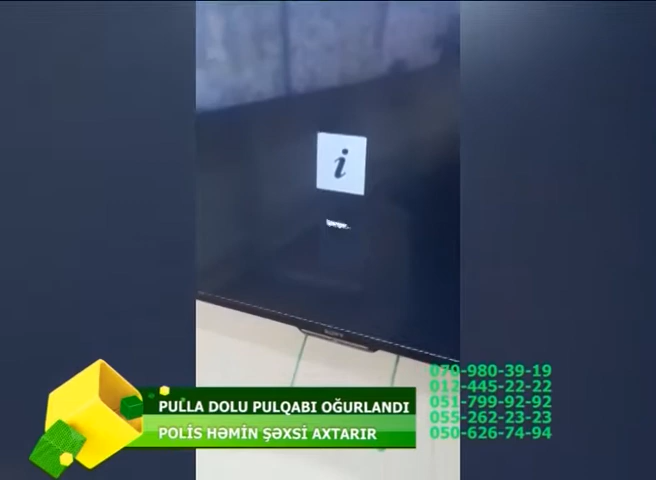 i
PULLA DOLU PULQABI OĞURLANDI
POLİS HƏMİN ŞƏXSİ AXTARIR
070-980-39-19
012-445-22-22
051-799-92-92
055-262-23-23
050-626-74-94